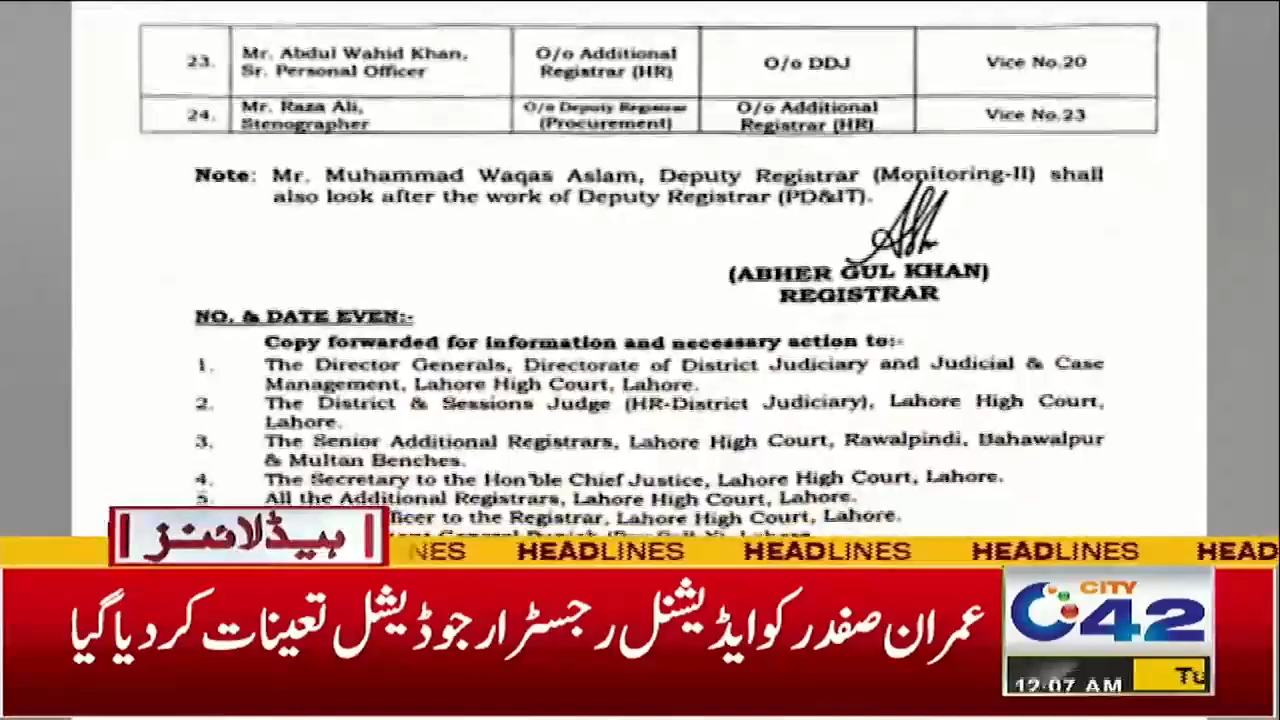 23. Mr. Abdul Wahid Khan, Sr. Personal Officer O/o Additional Registrar (HR) O/o DDJ Vice No.20
24. Mr. Raza Ali, Stenographer O/o Deputy Registrar (Procurement) O/o Additional Registrar (HR) Vice No.23
Note: Mr. Muhammad Waqas Aslam, Deputy Registrar (Monitoring-II) shall
also look after the work of Deputy Registrar (PD&IT).
(ABHER GUL KHAN)
REGISTRAR
NO. & DATE EVEN:-
Copy forwarded for information and necessary action to:-
1. The Director Generals, Directorate of District Judiciary and Judicial & Case
Management, Lahore High Court, Lahore.
2. The District & Sessions Judge (HR-District Judiciary), Lahore High Court,
Lahore.
3. The Senior Additional Registrars, Lahore High Court, Rawalpindi, Bahawalpur
& Multan Benches.
4. The Secretary to the Hon'ble Chief Justice, Lahore High Court, Lahore.
5. All the Additional Registrars, Lahore High Court, Lahore.
fficer to the Registrar, Lahore High Court, Lahore.
ہیڈلائنز
NES HEADLINES HEADLINES HEADLINES HEAD
عمران صفدر کو ایڈیشنل رجسٹرار جوڈیشل تعینات کر دیا گیا
CITY
42
12:07 AM Tu